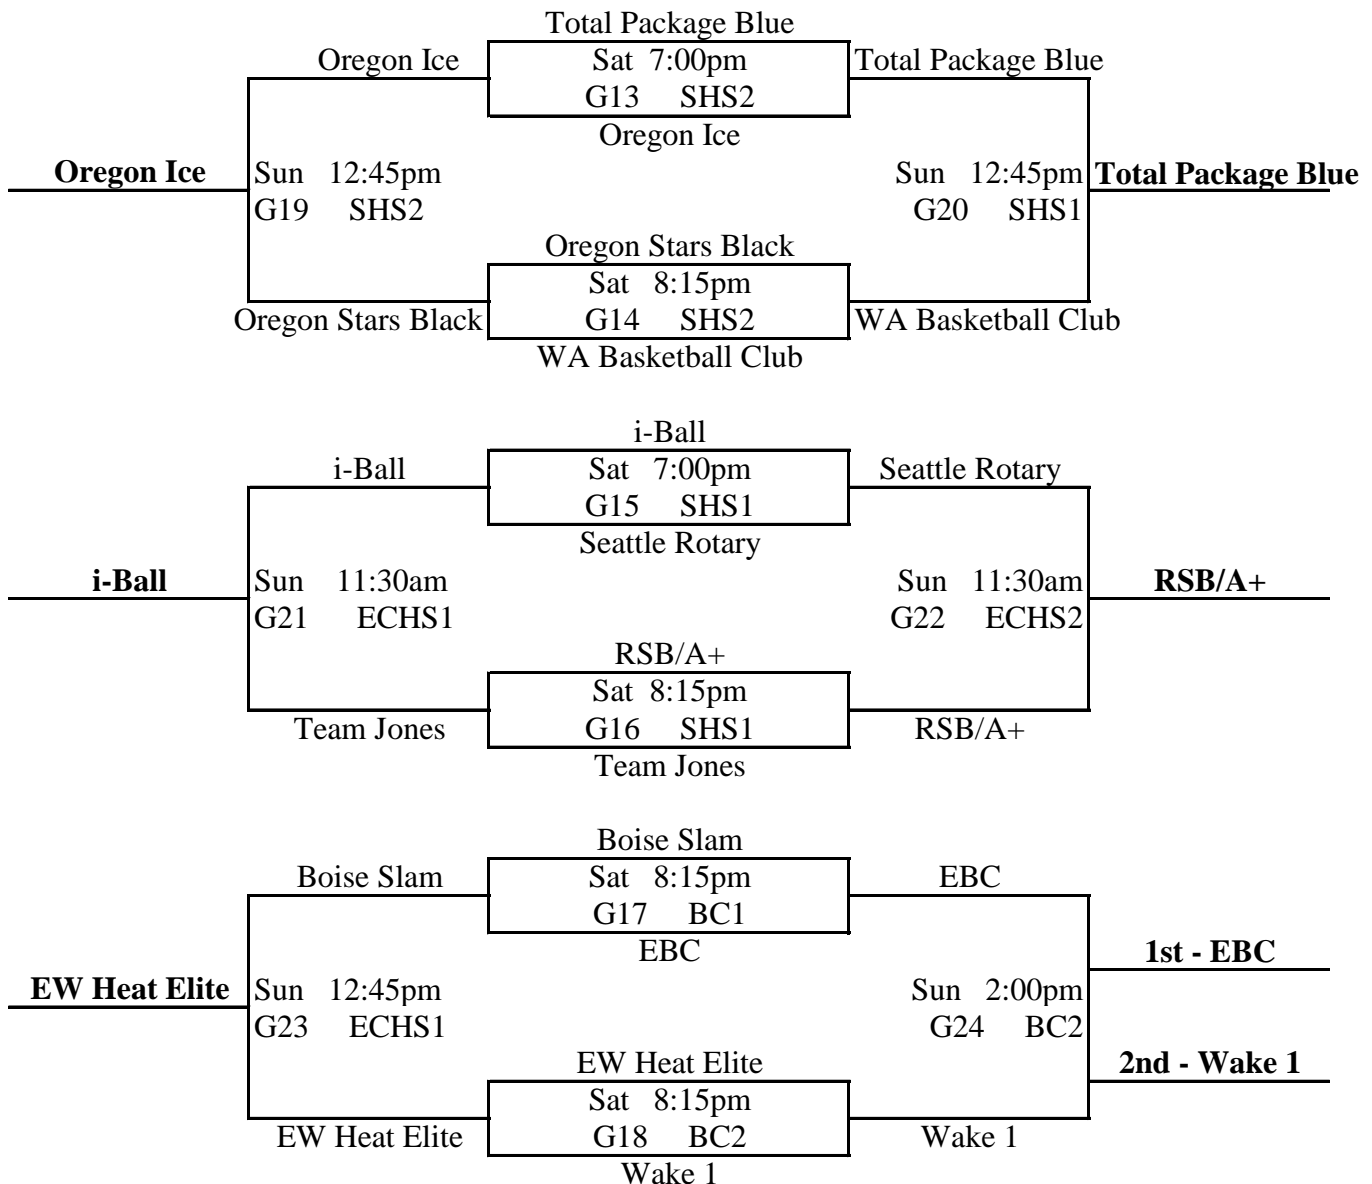 Total Package Blue
Oregon Ice Sat 7:00pm Total Package Blue
G13 SHS2
Oregon Ice
Oregon Ice Sun 12:45pm Sun 12:45pm Total Package Blue
G19 SHS2 G20 SHS1
Oregon Stars Black
Sat 8:15pm
Oregon Stars Black G14 SHS2 WA Basketball Club
WA Basketball Club
i-Ball
i-Ball Sat 7:00pm Seattle Rotary
G15 SHS1
Seattle Rotary
i-Ball Sun 11:30am Sun 11:30am RSB/A+
G21 ECHS1 G22 ECHS2
RSB/A+
Sat 8:15pm
Team Jones G16 SHS1 RSB/A+
Team Jones
Boise Slam
Boise Slam Sat 8:15pm EBC
G17 BC1
EBC 1st - EBC
EW Heat Elite Sun 12:45pm Sun 2:00pm
G23 ECHS1 G24 BC2
EW Heat Elite 2nd - Wake 1
Sat 8:15pm
EW Heat Elite G18 BC2 Wake 1
Wake 1